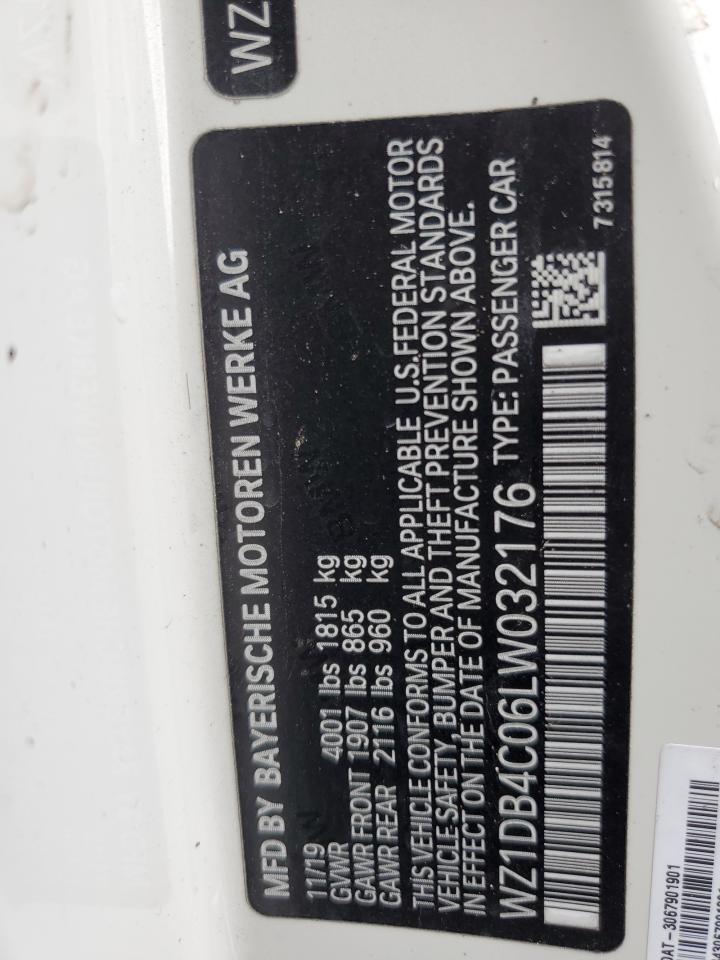 WZ
MFD BY BAYERISCHE MOTOREN WERKE AG
11/19
GVWR 4001 lbs 1815 kg
GAWR FRONT 1907 lbs 865 kg
GAWR REAR 2116 lbs 960 kg
THIS VEHICLE CONFORMS TO ALL APPLICABLE U.S.FEDERAL MOTOR
VEHICLE SAFETY, BUMPER AND THEFT PREVENTION STANDARDS
IN EFFECT ON THE DATE OF MANUFACTURE SHOWN ABOVE.
WZ1DB4C06LW032176 TYPE: PASSENGER CAR
7 315 814
DAT-3067901901